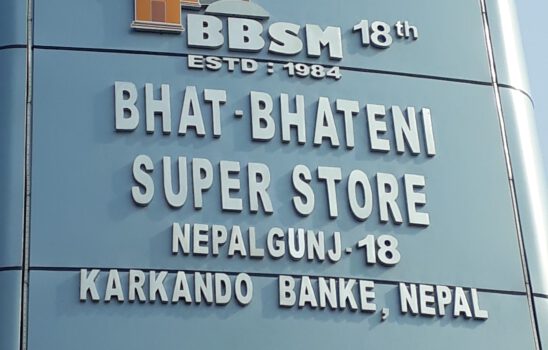 BBSM 18th
ESTD : 1984
BHAT-BHATENI
SUPER STORE
NEPALGUNJ-18
KARKANDO BANKE, NEPAL